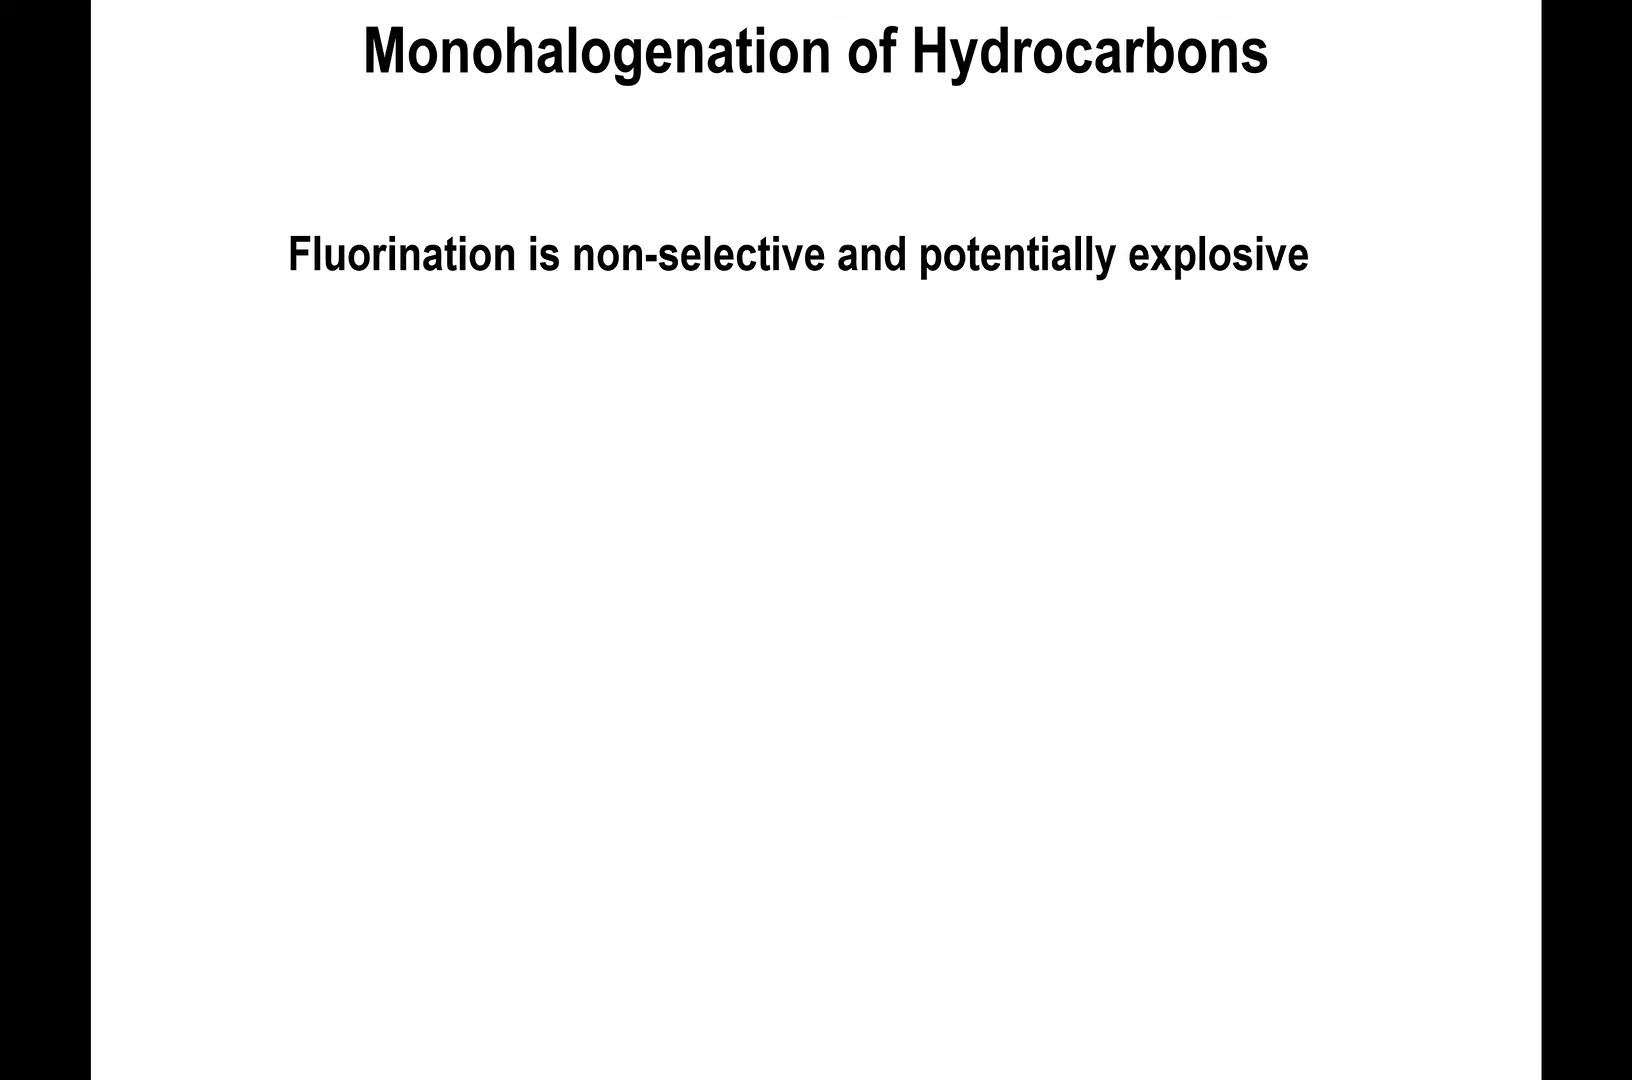 Monohalogenation of Hydrocarbons
Fluorination is non-selective and potentially explosive